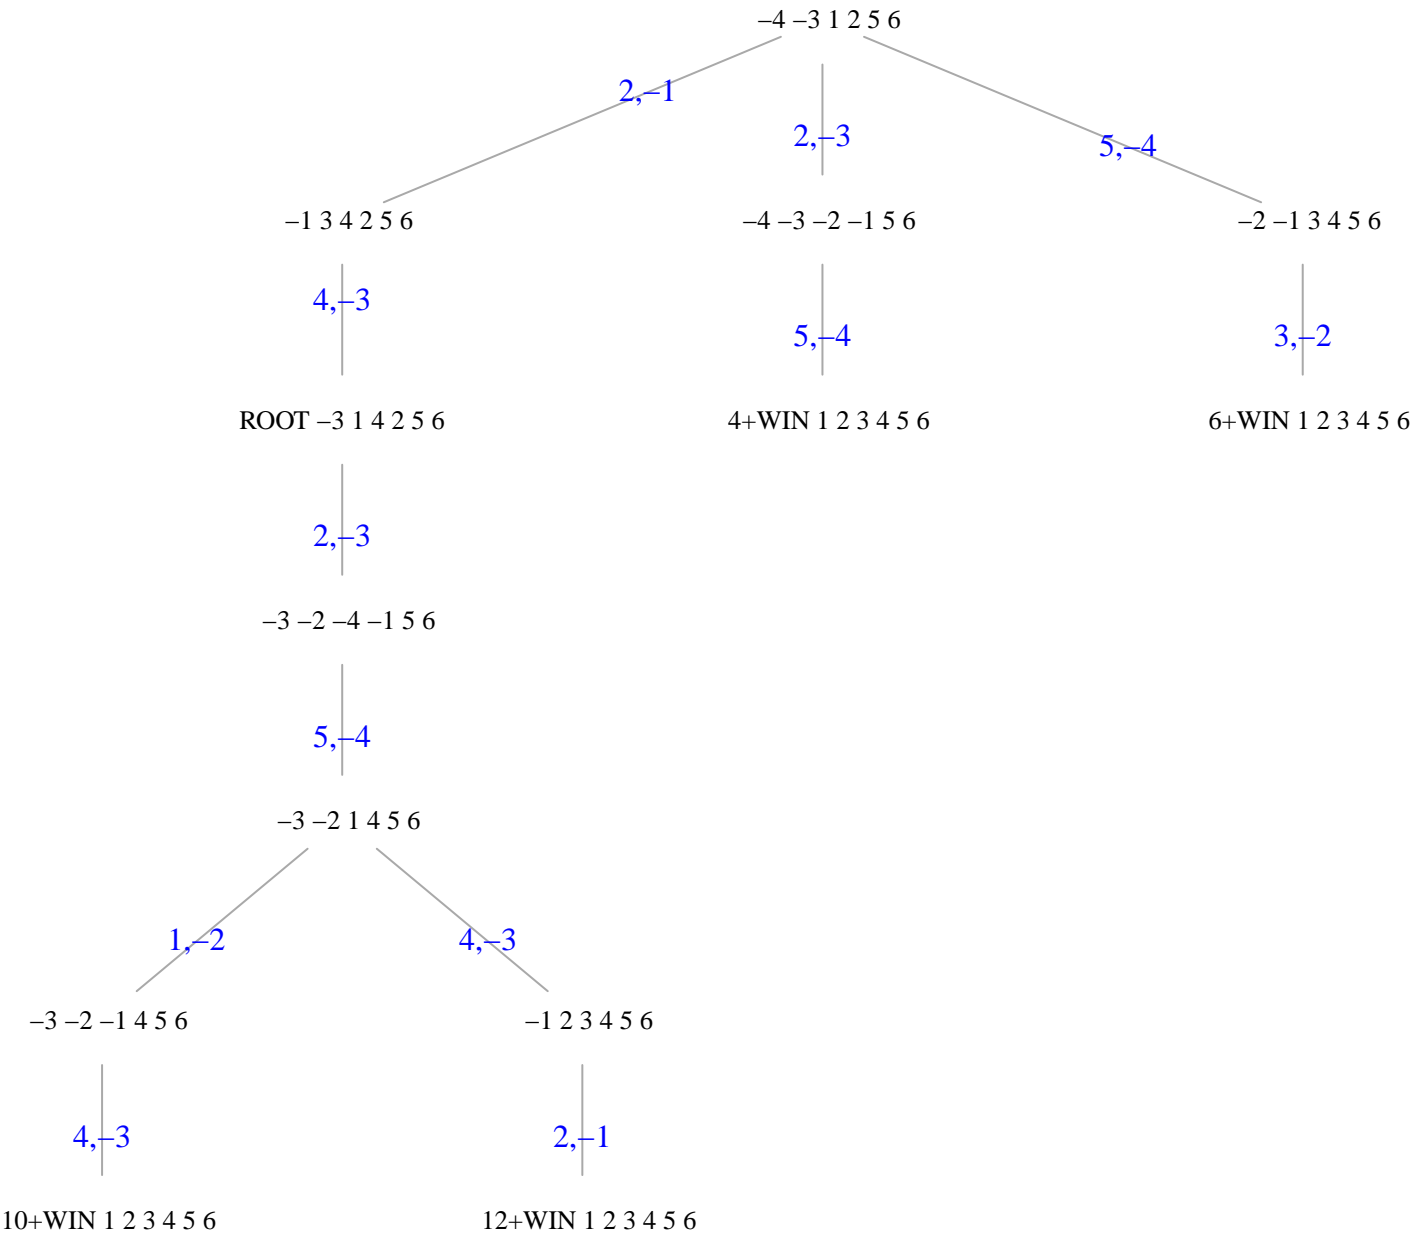 –4 –3 1 2 5 6
2,–1
2,–3
5,–4
–1 3 4 2 5 6
–4 –3 –2 –1 5 6
–2 –1 3 4 5 6
4,–3
5,–4
3,–2
ROOT –3 1 4 2 5 6
4+WIN 1 2 3 4 5 6
6+WIN 1 2 3 4 5 6
2,–3
–3 –2 –4 –1 5 6
5,–4
–3 –2 1 4 5 6
1,–2
4,–3
–3 –2 –1 4 5 6
–1 2 3 4 5 6
4,–3
2,–1
10+WIN 1 2 3 4 5 6
12+WIN 1 2 3 4 5 6